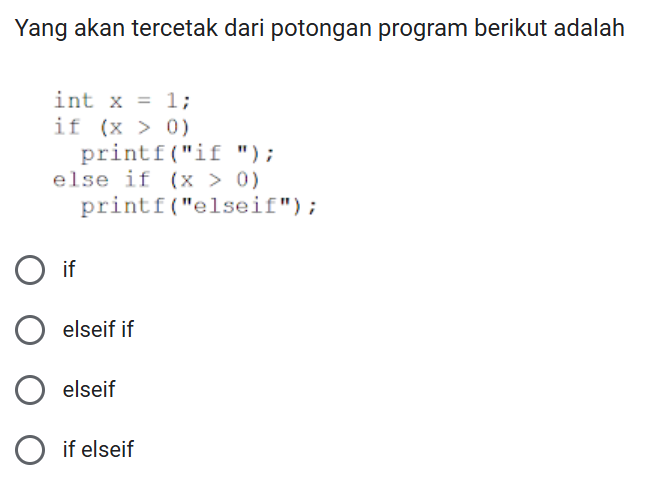 Yang akan tercetak dari potongan program berikut adalah
int x = 1;
if (x > 0)
printf("if ");
else if (x > 0)
printf("elseif");
if
elseif if
elseif
if elseif